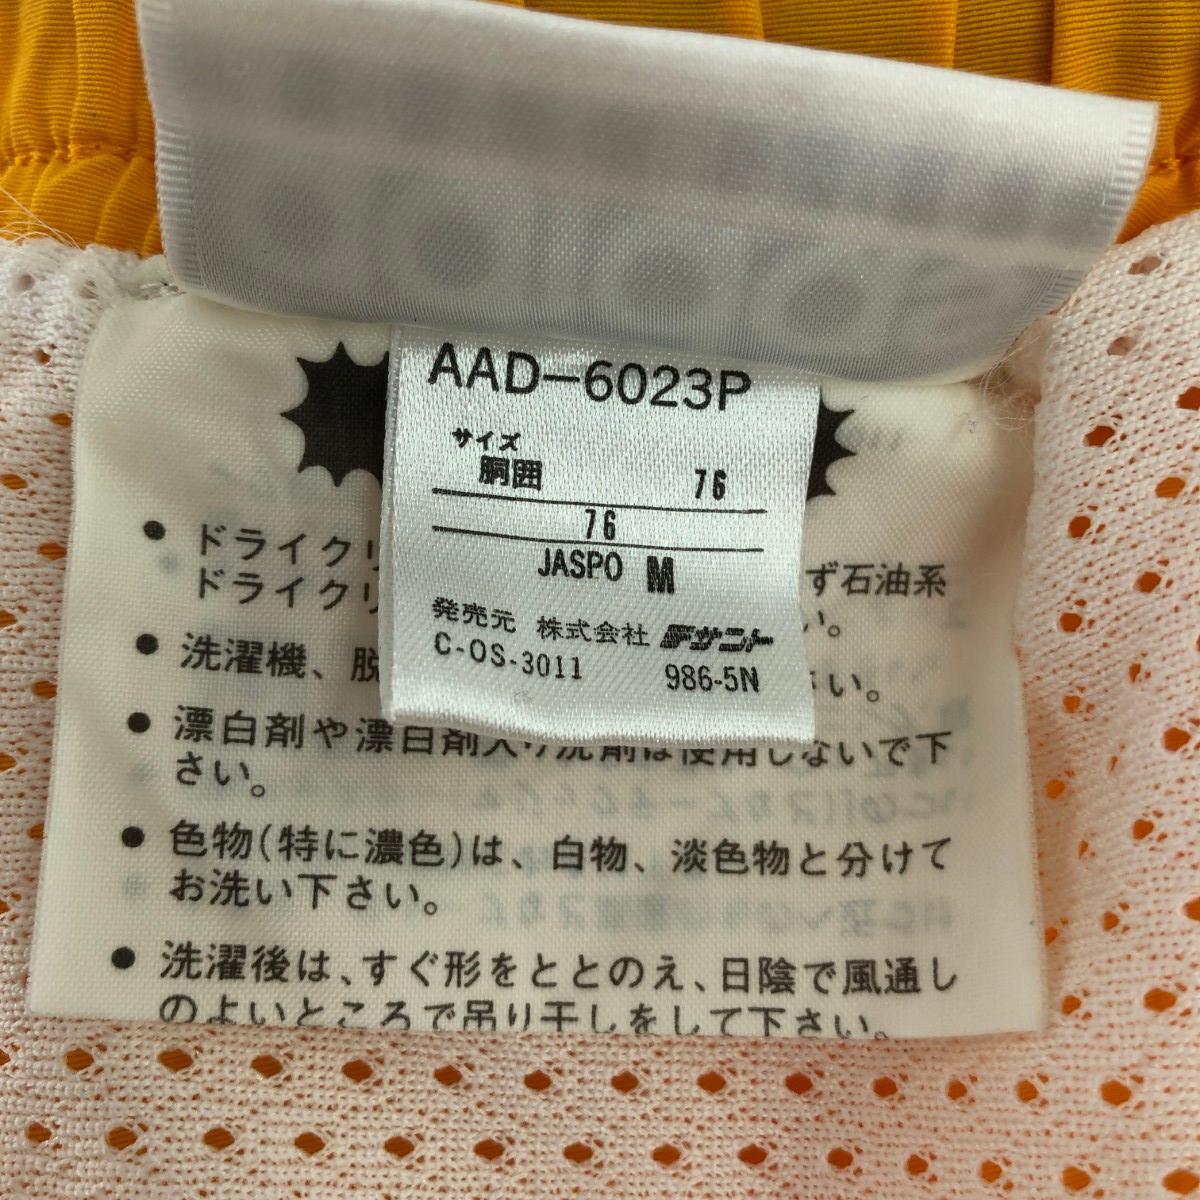 AAD-6023P
サイズ
胴囲 76
76
JASPO M
発売元 株式会社 デサント
C-OS-3011 986-5N
● ドライクリ ず石油系
ドライクリ い。
● 洗濯機、脱 さい。
● 漂白剤や漂白剤入り洗剤は使用しないで下
さい。
● 色物(特に濃色)は、白物、淡色物と分けて
お洗い下さい。
● 洗濯後は、すぐ形をととのえ、日陰で風通し
のよいところで吊り干しをして下さい。